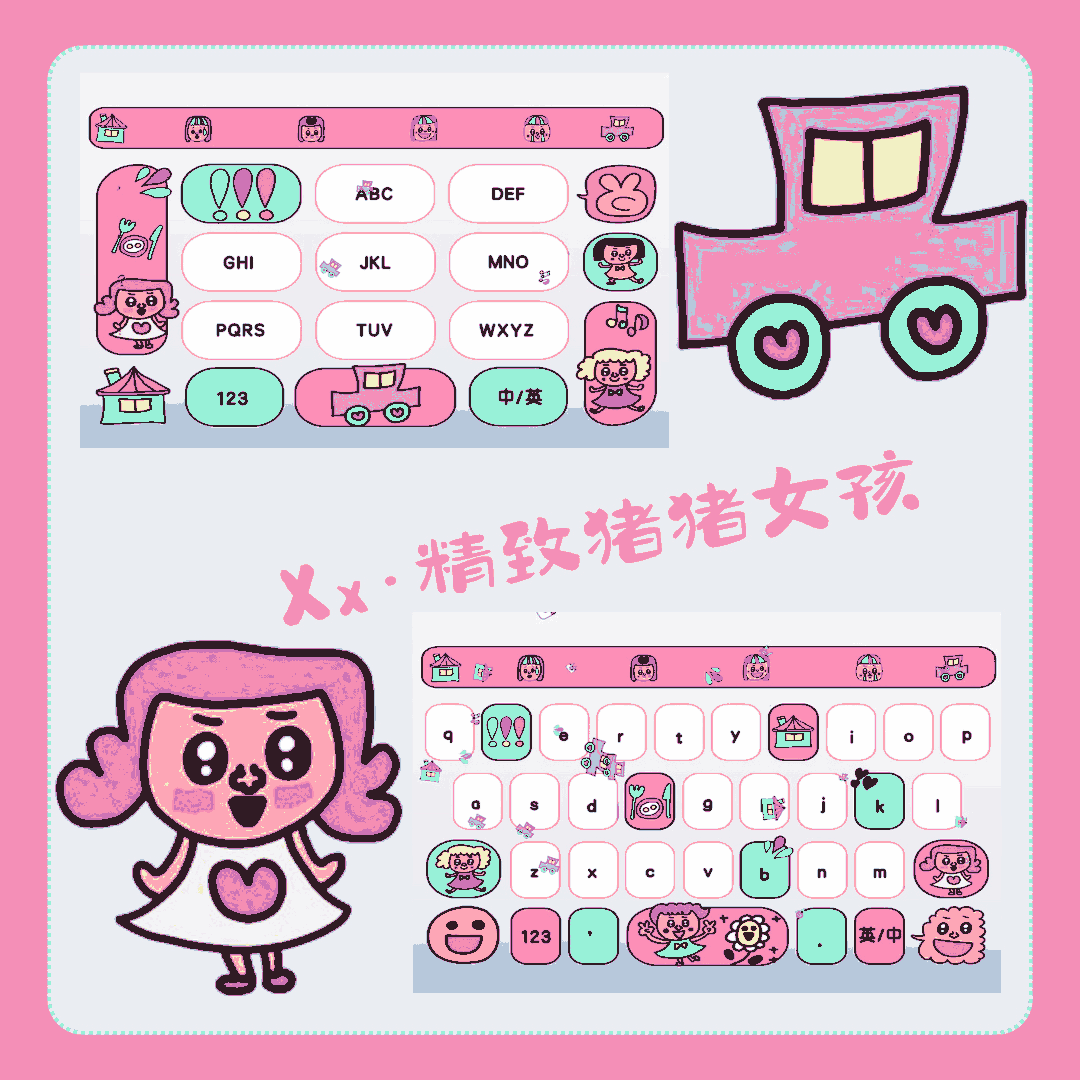 ABC DEF
GHI JKL MNO
PQRS TUV WXYZ
123 中/英
Xx·精致猪猪女孩
q e r t y i o p
a s d g j k l
z x c v b n m
123 ' . 英/中